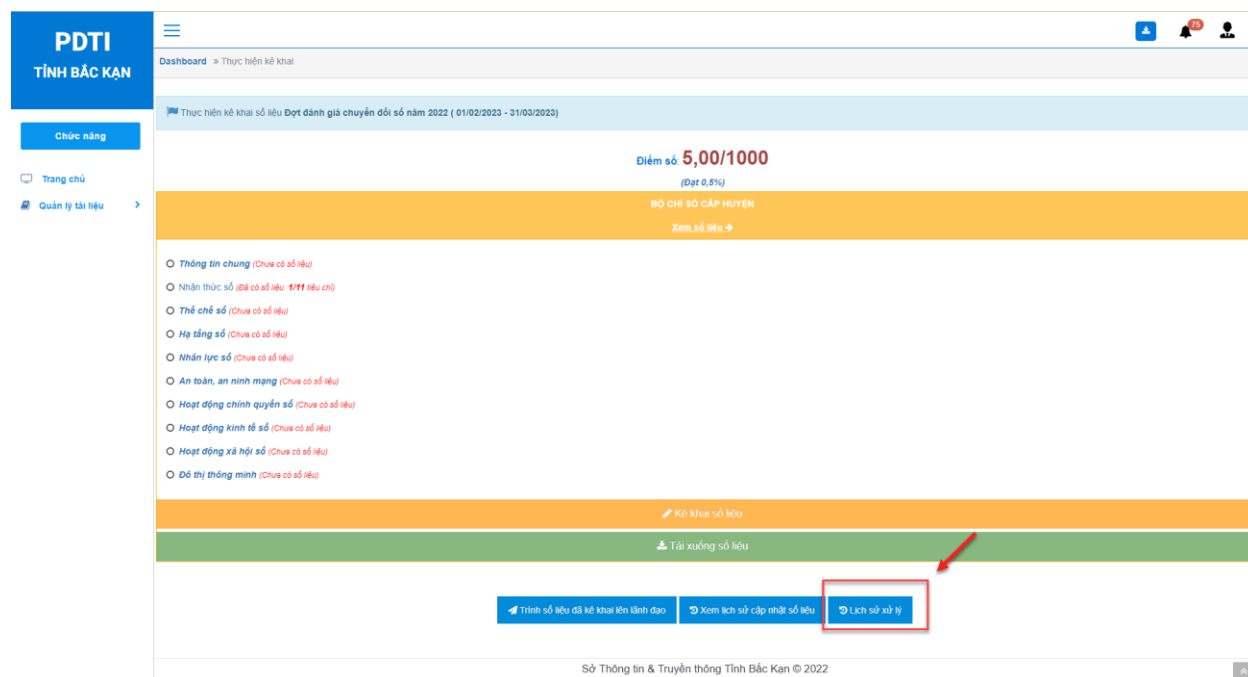 PDTI
TỈNH BẮC KẠN
75
Dashboard » Thực hiện kê khai
Thực hiện kê khai số liệu Đợt đánh giá chuyển đổi số năm 2022 ( 01/02/2023 - 31/03/2023)
Chức năng
Trang chủ
Quản lý tài liệu
Điểm số: 5,00/1000
(Đạt 0,5%)
BỘ CHỈ SỐ CẤP HUYỆN
Xem số liệu
Thông tin chung (Chưa có số liệu)
Nhận thức số (Đã có số liệu: 1/11 tiêu chí)
Thể chế số (Chưa có số liệu)
Hạ tầng số (Chưa có số liệu)
Nhân lực số (Chưa có số liệu)
An toàn, an ninh mạng (Chưa có số liệu)
Hoạt động chính quyền số (Chưa có số liệu)
Hoạt động kinh tế số (Chưa có số liệu)
Hoạt động xã hội số (Chưa có số liệu)
Đô thị thông minh (Chưa có số liệu)
Kê khai số liệu
Tải xuống số liệu
Trình số liệu đã kê khai lên lãnh đạo
Xem lịch sử cập nhật số liệu
Lịch sử xử lý
Sở Thông tin & Truyền thông Tỉnh Bắc Kạn © 2022